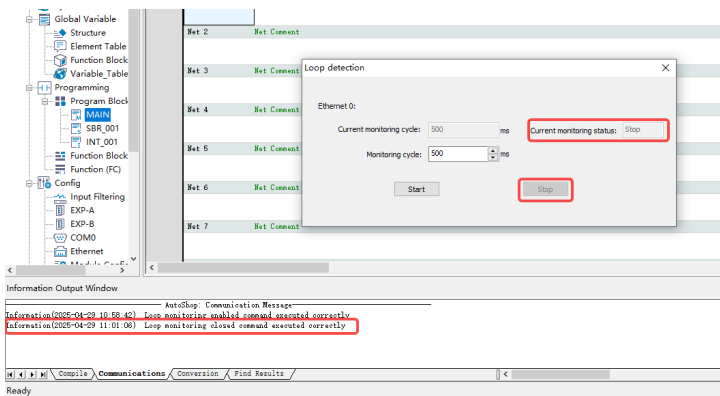 Global Variable
Structure
Element Table
Function Block
Variable_Table
Programming
Program Block
MAIN
SBR_001
INT_001
Function Block
Function (FC)
Config
Input Filtering
EXP-A
EXP-B
COM0
Ethernet
Net 2 Net Comment
Net 3 Net Comment
Net 4 Net Comment
Net 5 Net Comment
Net 6 Net Comment
Net 7 Net Comment
Loop detection
Ethernet 0:
Current monitoring cycle: 500 ms Current monitoring status: Stop
Monitoring cycle: 500 ms
Start Stop
Information Output Window
AutoShop: Communication Message
Information(2025-04-29 10:58:42) Loop monitoring enabled command executed correctly
Information(2025-04-29 11:01:06) Loop monitoring closed command executed correctly
Compile Communications Conversion Find Results
Ready